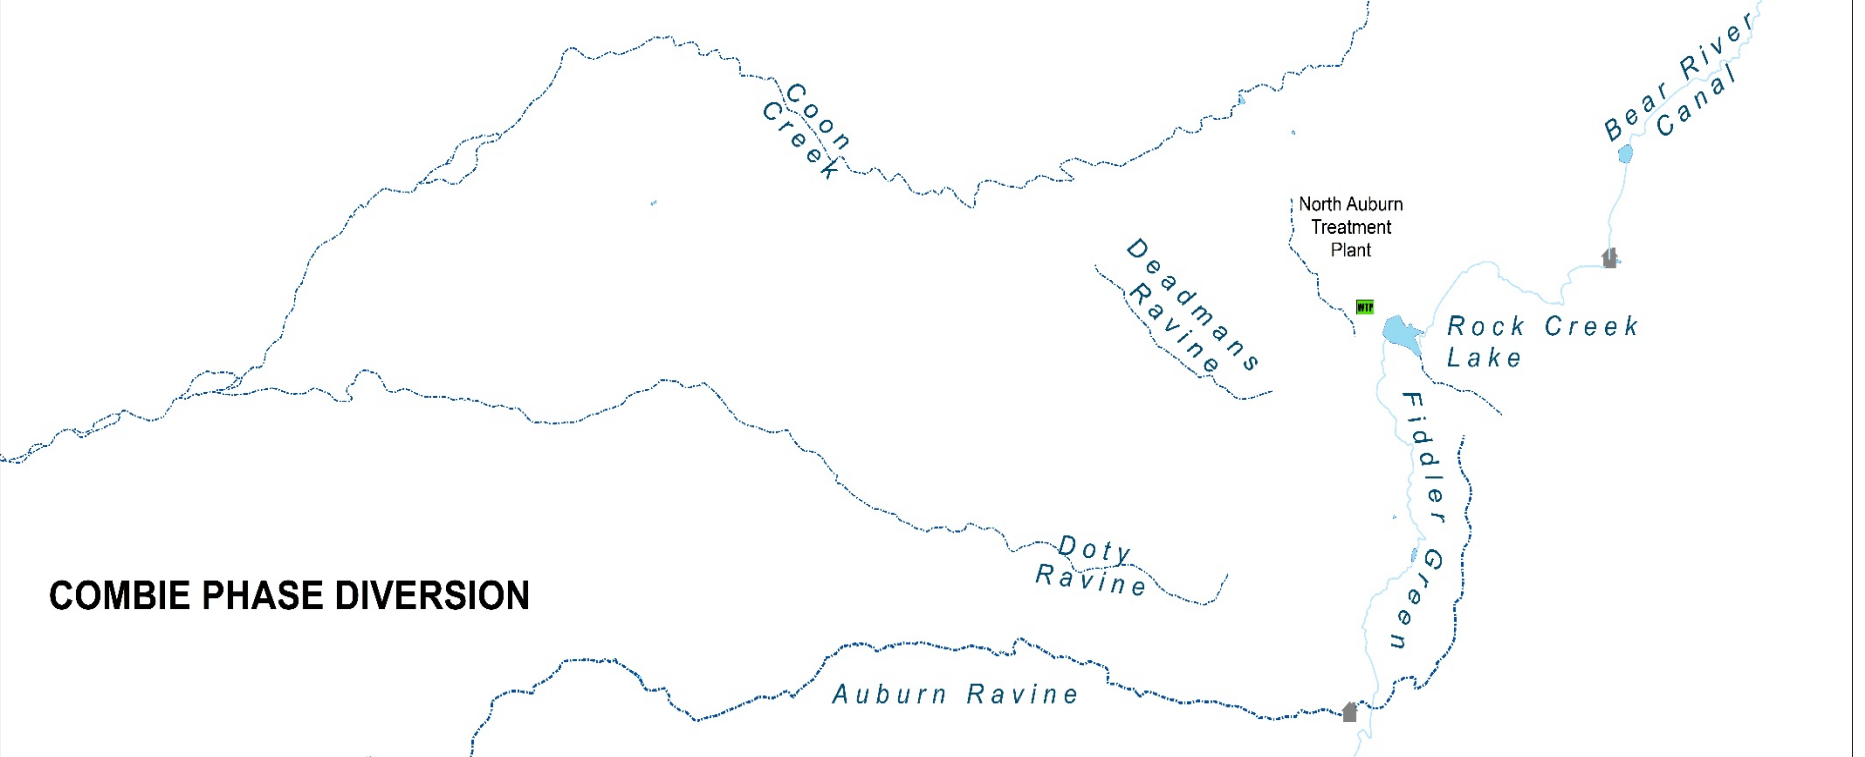 Bear River
Canal
Coon
Creek
North Auburn
Treatment
Plant
Deadmans
Ravine
WTP
Rock Creek
Lake
Fiddler Green
Doty
Ravine
COMBIE PHASE DIVERSION
Auburn Ravine